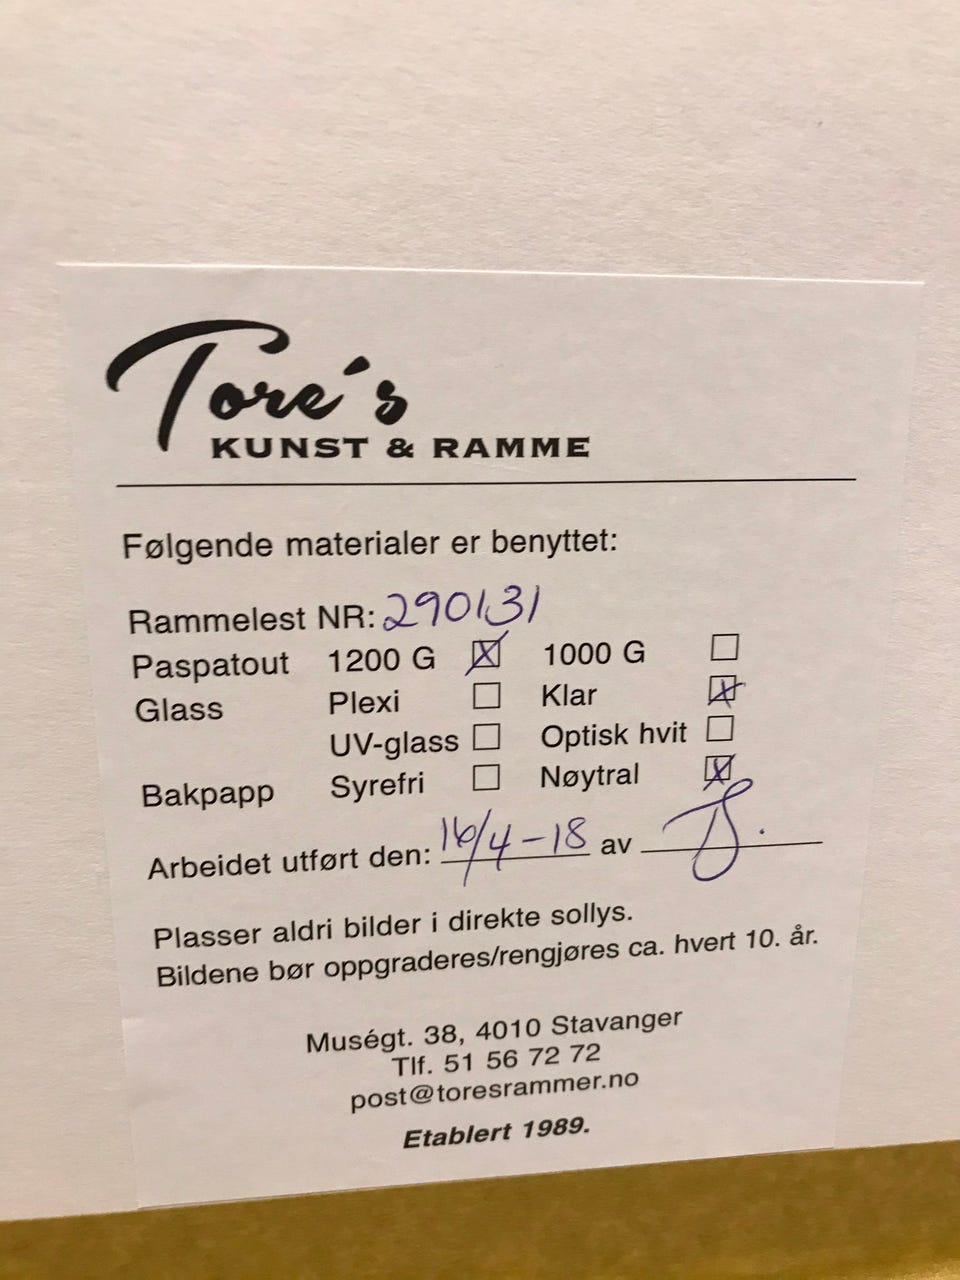 Tore´s
KUNST & RAMME
Følgende materialer er benyttet:
Rammelest NR: 290131
Paspatout 1200 G ☒ 1000 G ☐
Glass Plexi ☐ Klar ☒
UV-glass ☐ Optisk hvit ☐
Bakpapp Syrefri ☐ Nøytral ☒
Arbeidet utført den: 16/4-18 av
Plasser aldri bilder i direkte sollys.
Bildene bør oppgraderes/rengjøres ca. hvert 10. år.
Muségt. 38, 4010 Stavanger
Tlf. 51 56 72 72
post@toresrammer.no
Etablert 1989.